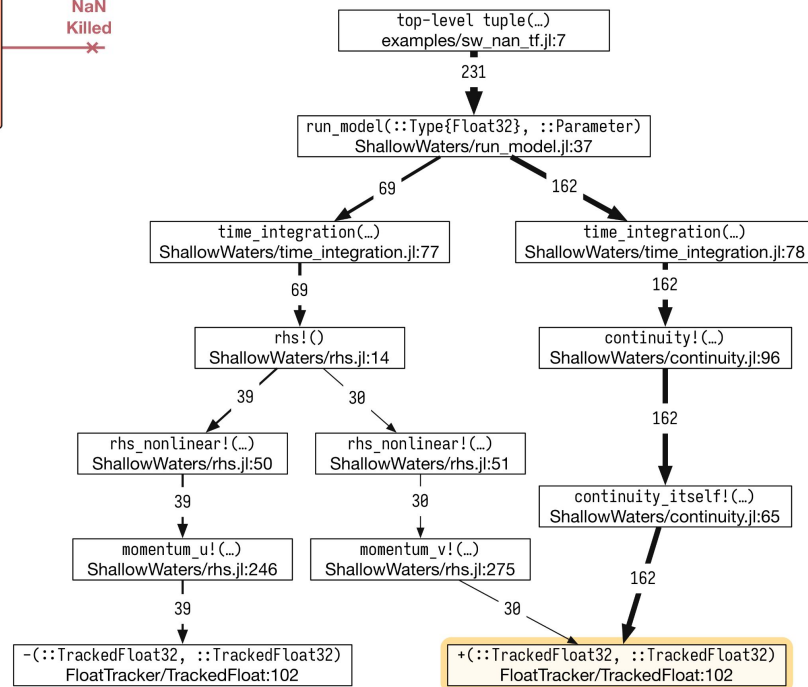 NaN
Killed
top-level tuple(…)
examples/sw_nan_tf.jl:7
231
run_model(::Type{Float32}, ::Parameter)
ShallowWaters/run_model.jl:37
69
162
time_integration(…)
ShallowWaters/time_integration.jl:77
time_integration(…)
ShallowWaters/time_integration.jl:78
69
162
rhs!()
ShallowWaters/rhs.jl:14
continuity!(…)
ShallowWaters/continuity.jl:96
39
30
162
rhs_nonlinear!(…)
ShallowWaters/rhs.jl:50
rhs_nonlinear!(…)
ShallowWaters/rhs.jl:51
39
30
continuity_itself!(…)
ShallowWaters/continuity.jl:65
momentum_u!(…)
ShallowWaters/rhs.jl:246
momentum_v!(…)
ShallowWaters/rhs.jl:275
162
39
30
-(::TrackedFloat32, ::TrackedFloat32)
FloatTracker/TrackedFloat:102
+(::TrackedFloat32, ::TrackedFloat32)
FloatTracker/TrackedFloat:102